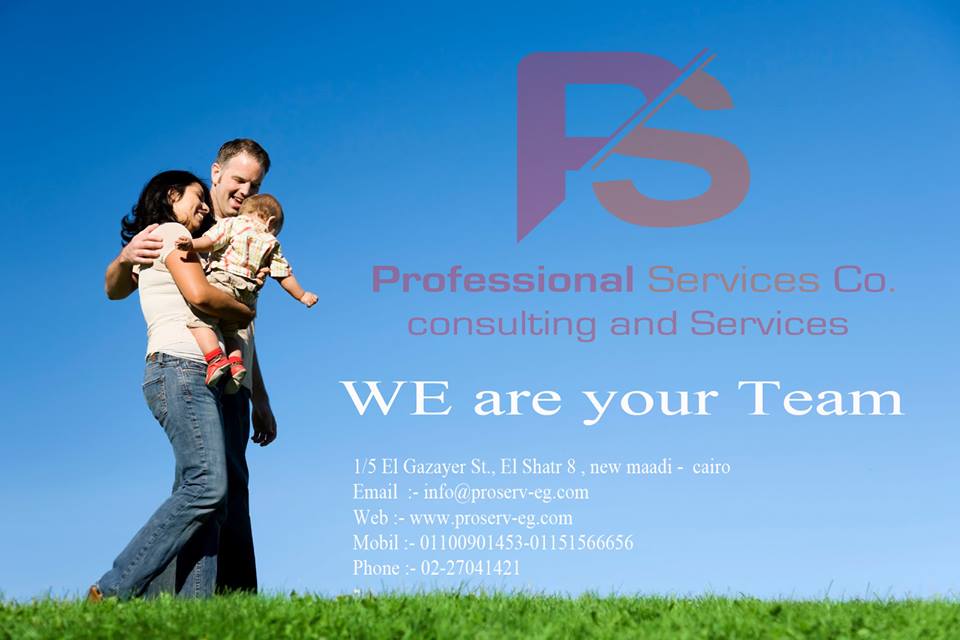 PS
Professional Services Co.
consulting and Services
WE are your Team
1/5 El Gazayer St., El Shatr 8 , new maadi - cairo
Email :- info@proserv-eg.com
Web :- www.proserv-eg.com
Mobil :- 01100901453-01151566656
Phone :- 02-27041421
-